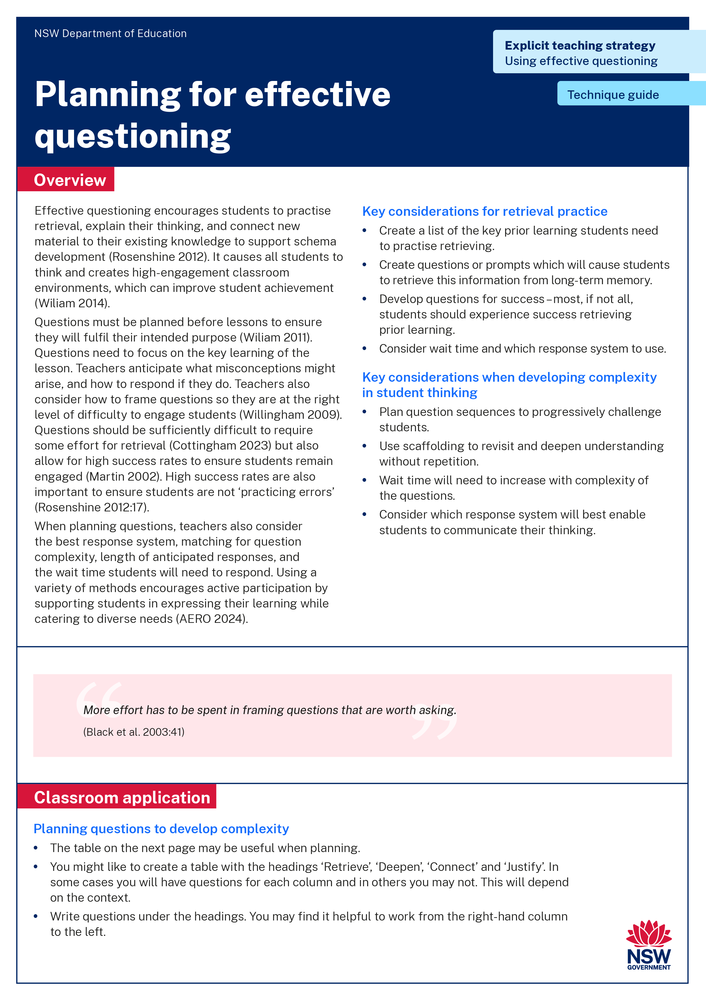 NSW Department of Education
Explicit teaching strategy
Using effective questioning
Technique guide
Planning for effective
questioning
Overview
Effective questioning encourages students to practise
retrieval, explain their thinking, and connect new
material to their existing knowledge to support schema
development (Rosenshine 2012). It causes all students to
think and creates high-engagement classroom
environments, which can improve student achievement
(Wiliam 2014).
Questions must be planned before lessons to ensure
they will fulfil their intended purpose (Wiliam 2011).
Questions need to focus on the key learning of the
lesson. Teachers anticipate what misconceptions might
arise, and how to respond if they do. Teachers also
consider how to frame questions so they are at the right
level of difficulty to engage students (Willingham 2009).
Questions should be sufficiently difficult to require
some effort for retrieval (Cottingham 2023) but also
allow for high success rates to ensure students remain
engaged (Martin 2002). High success rates are also
important to ensure students are not ‘practicing errors’
(Rosenshine 2012:17).
When planning questions, teachers also consider
the best response system, matching for question
complexity, length of anticipated responses, and
the wait time students will need to respond. Using a
variety of methods encourages active participation by
supporting students in expressing their learning while
catering to diverse needs (AERO 2024).
Key considerations for retrieval practice
• Create a list of the key prior learning students need
to practise retrieving.
• Create questions or prompts which will cause students
to retrieve this information from long-term memory.
• Develop questions for success – most, if not all,
students should experience success retrieving
prior learning.
• Consider wait time and which response system to use.
Key considerations when developing complexity
in student thinking
• Plan question sequences to progressively challenge
students.
• Use scaffolding to revisit and deepen understanding
without repetition.
• Wait time will need to increase with complexity of
the questions.
• Consider which response system will best enable
students to communicate their thinking.
“More effort has to be spent in framing questions that are worth asking.”
(Black et al. 2003:41)
Classroom application
Planning questions to develop complexity
• The table on the next page may be useful when planning.
• You might like to create a table with the headings ‘Retrieve’, ‘Deepen’, ‘Connect’ and ‘Justify’. In
some cases you will have questions for each column and in others you may not. This will depend
on the context.
• Write questions under the headings. You may find it helpful to work from the right-hand column
to the left.
NSW
GOVERNMENT